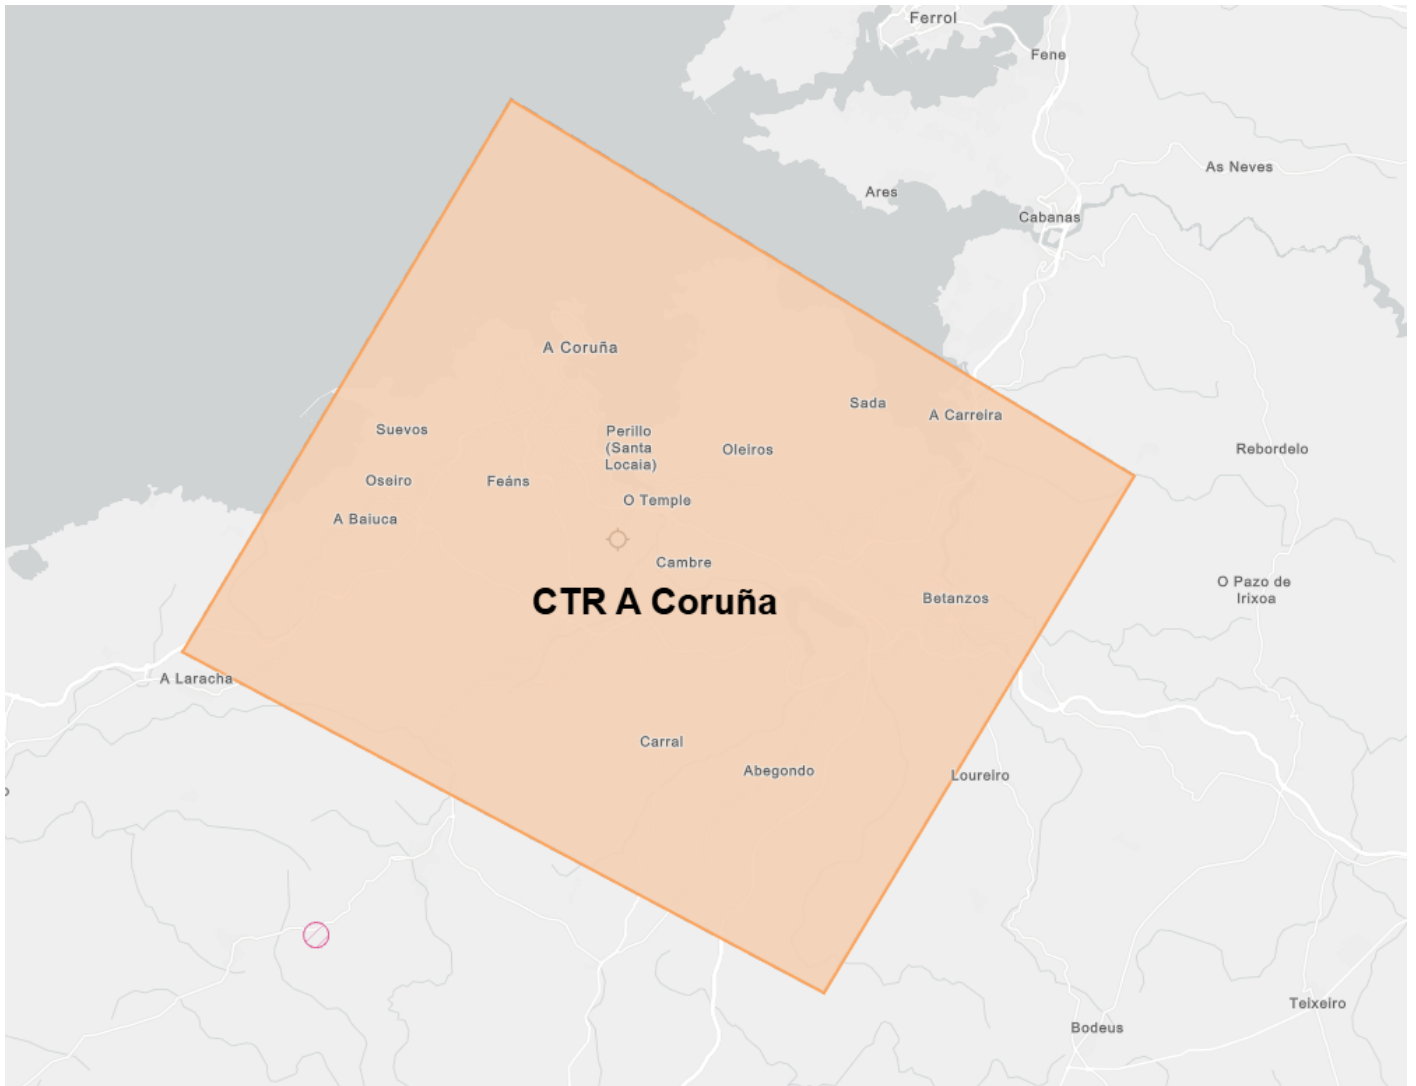 Ferrol
Fene
As Neves
Ares
Cabanas
A Coruña
Sada
A Carreira
Suevos
Perillo
(Santa
Locaia)
Oleiros
Rebordelo
Oseiro
Feáns
O Temple
A Baiuca
Cambre
O Pazo de
Irixoa
CTR A Coruña
Betanzos
A Laracha
Carral
Abegondo
Loureiro
Teixeiro
Bodeus